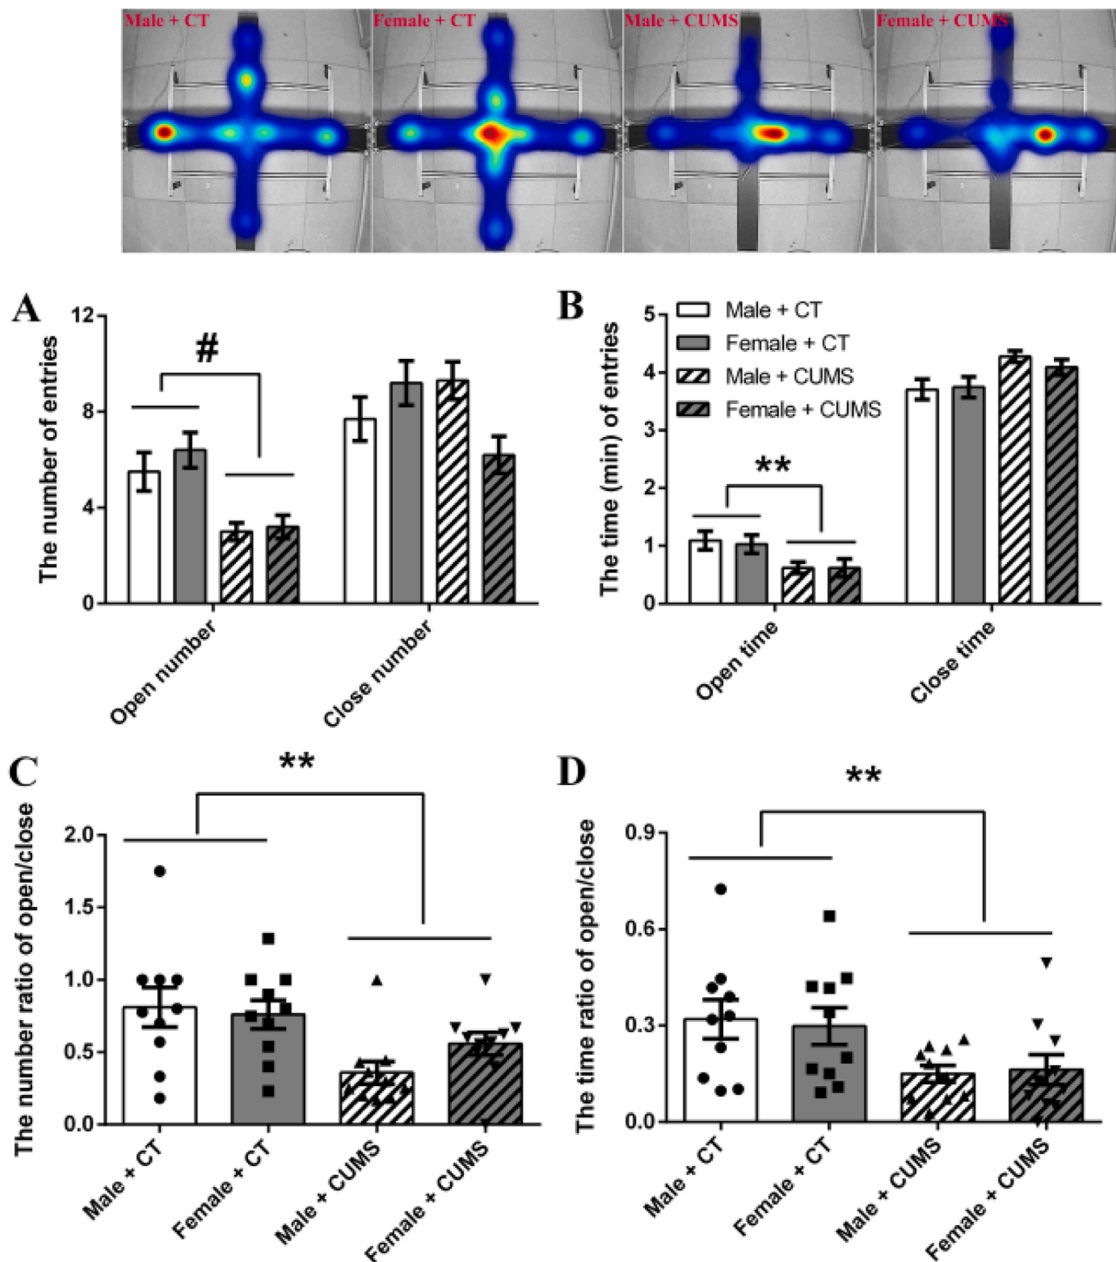 Male + CT Female + CT Male + CUMS Female + CUMS
A
The number of entries
12
8
4
0
#
Open number Close number
B
The time (min) of entries
5
4
3
2
1
0
Male + CT
Female + CT
Male + CUMS
Female + CUMS
**
Open time Close time
C
The number ratio of open/close
2.0
1.5
1.0
0.5
0.0
**
Male + CT Female + CT Male + CUMS Female + CUMS
D
The time ratio of open/close
0.9
0.6
0.3
0.0
**
Male + CT Female + CT Male + CUMS Female + CUMS